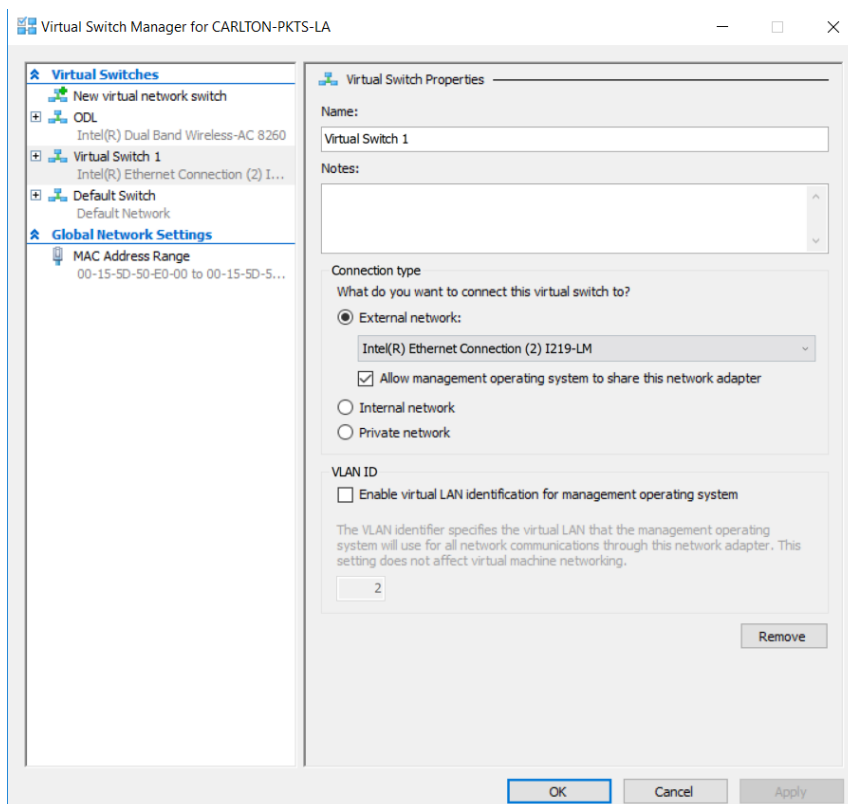 Virtual Switch Manager for CARLTON-PKTS-LA
Virtual Switches
New virtual network switch
ODL
Intel(R) Dual Band Wireless-AC 8260
Virtual Switch 1
Intel(R) Ethernet Connection (2) I...
Default Switch
Default Network
Global Network Settings
MAC Address Range
00-15-5D-50-E0-00 to 00-15-5D-5...
Virtual Switch Properties
Name:
Virtual Switch 1
Notes:
Connection type
What do you want to connect this virtual switch to?
External network:
Intel(R) Ethernet Connection (2) I219-LM
Allow management operating system to share this network adapter
Internal network
Private network
VLAN ID
Enable virtual LAN identification for management operating system
The VLAN identifier specifies the virtual LAN that the management operating
system will use for all network communications through this network adapter. This
setting does not affect virtual machine networking.
2
Remove
OK
Cancel
Apply